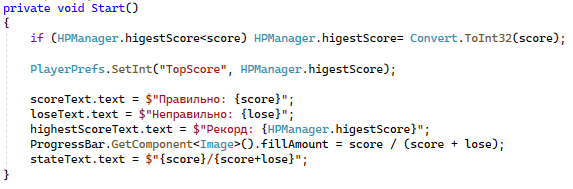 private void Start()
{
if (HPManager.higestScore<score) HPManager.higestScore= Convert.ToInt32(score);
PlayerPrefs.SetInt("TopScore", HPManager.higestScore);
scoreText.text = $"Правильно: {score}";
loseText.text = $"Неправильно: {lose}";
highestScoreText.text = $"Рекорд: {HPManager.higestScore}";
ProgressBar.GetComponent<Image>().fillAmount = score / (score + lose);
stateText.text = $"{score}/{score+lose}";
}